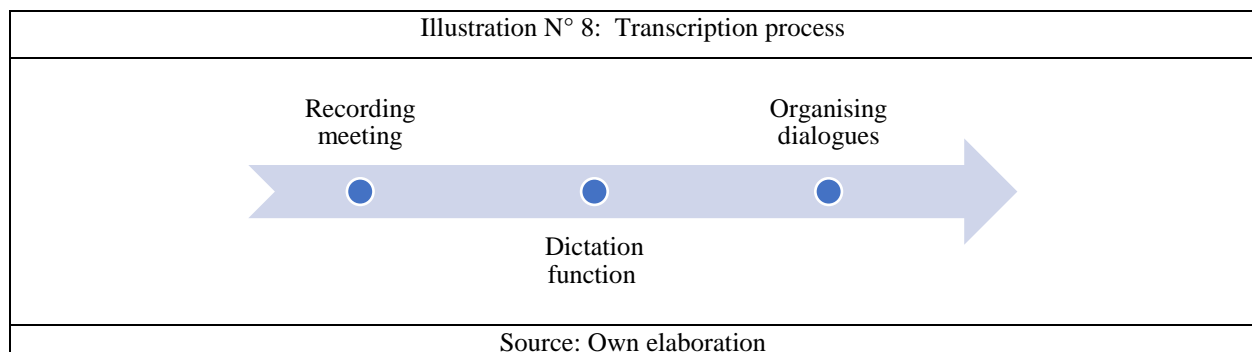 Illustration N° 8: Transcription process
Recording
meeting
Dictation
function
Organising
dialogues
Source: Own elaboration